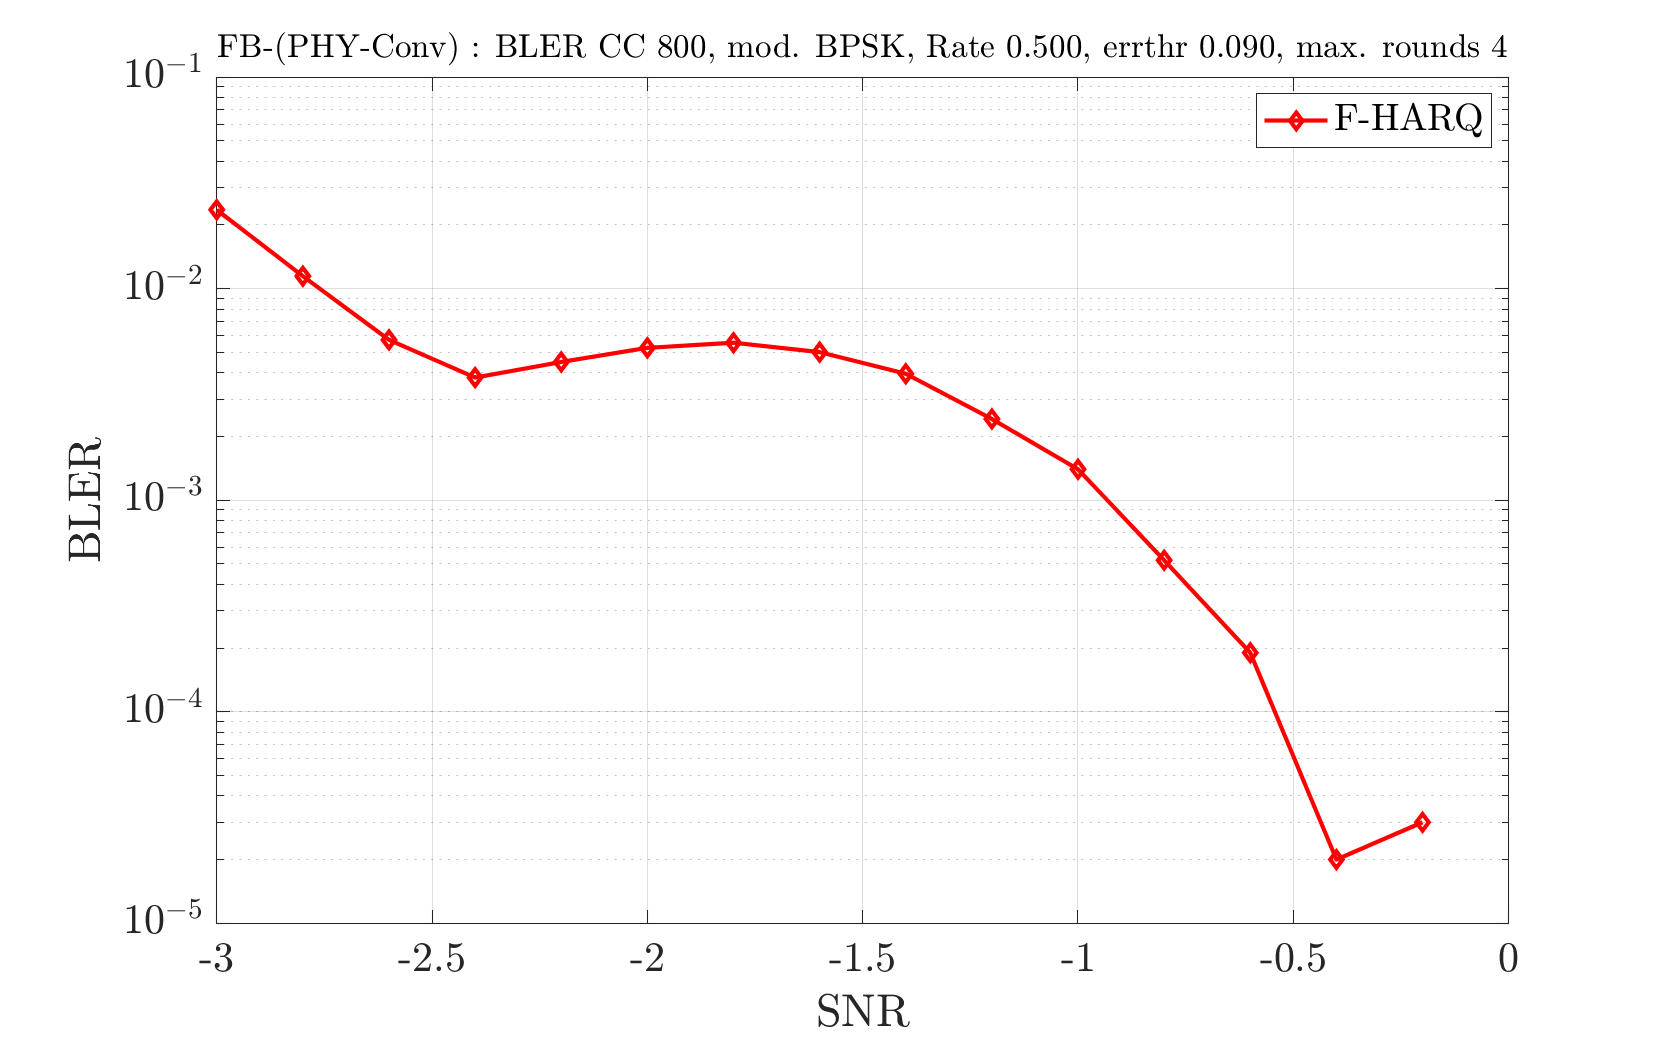 FB-(PHY-Conv) : BLER CC 800, mod. BPSK, Rate 0.500, errthr 0.090, max. rounds 4
10⁻¹
F-HARQ
10⁻²
BLER
10⁻³
10⁻⁴
10⁻⁵
-3 -2.5 -2 -1.5 -1 -0.5 0
SNR